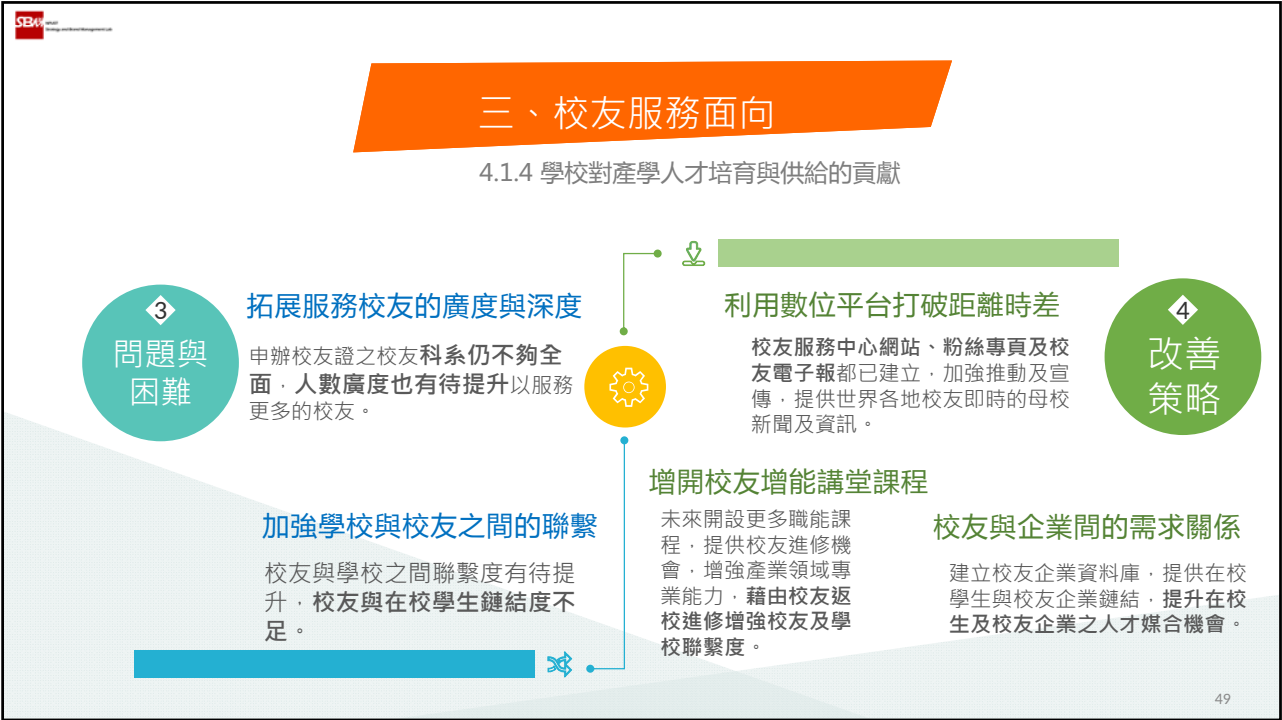 SBM
Strategy and Brand Management Lab
三、校友服務面向
4.1.4 學校對產學人才培育與供給的貢獻
3
問題與
困難
拓展服務校友的廣度與深度
申辦校友證之校友科系仍不夠全
面，人數廣度也有待提升以服務
更多的校友。
加強學校與校友之間的聯繫
校友與學校之間聯繫度有待提
升，校友與在校學生鏈結度不
足。
4
改善
策略
利用數位平台打破距離時差
校友服務中心網站、粉絲專頁及校
友電子報都已建立，加強推動及宣
傳，提供世界各地校友即時的母校
新聞及資訊。
增開校友增能講堂課程
未來開設更多職能課
程，提供校友進修機
會，增強產業領域專
業能力，藉由校友返
校進修增強校友及學
校聯繫度。
校友與企業間的需求關係
建立校友企業資料庫，提供在校
學生與校友企業鏈結，提升在校
生及校友企業之人才媒合機會。
49